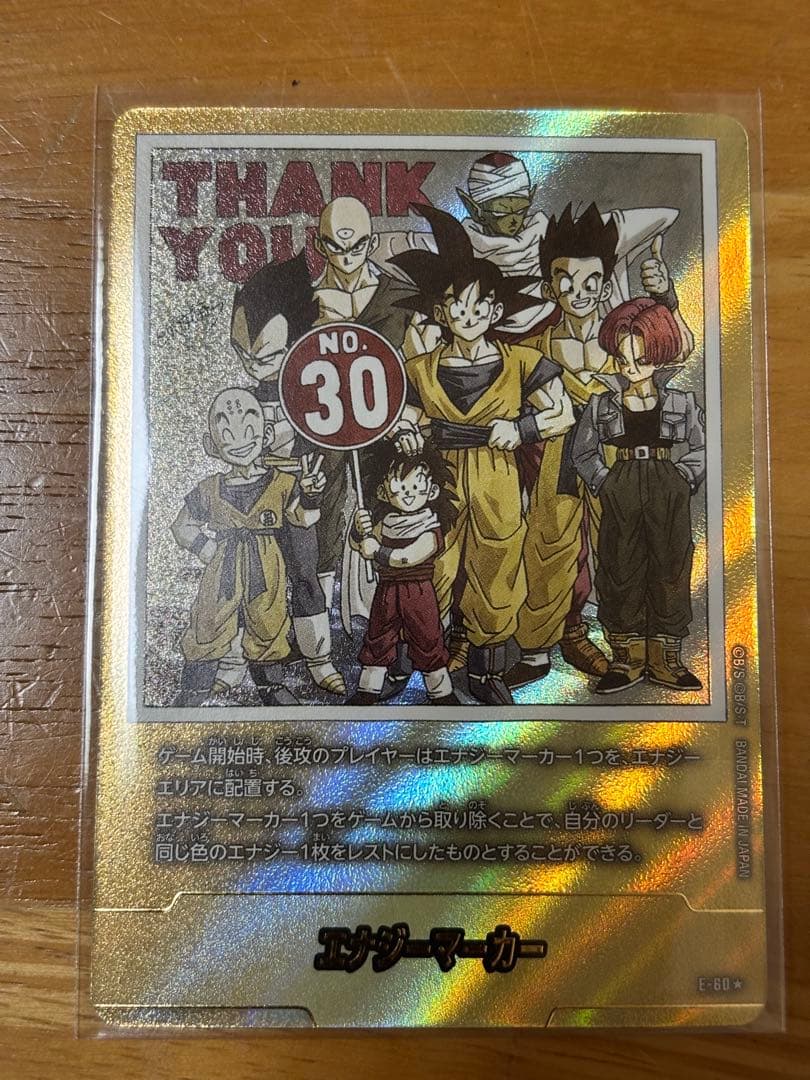 THANK
YOU
NO.
30
ゲーム開始時、後攻のプレイヤーはエナジーマーカー1つを、エナジー
エリアに配置する。
エナジーマーカー1つをゲームから取り除くことで、自分のリーダーと
同じ色のエナジー1枚をレストにしたものとすることができる。
エナジーマーカー
E-60★
©B/S ©B/S・T BANDAI MADE IN JAPAN